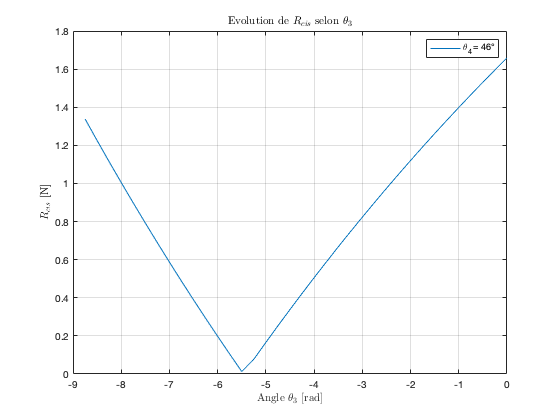 Evolution de R_cis selon θ_3
θ_4 = 46°
1.8
1.6
1.4
1.2
1
0.8
0.6
0.4
0.2
0
R_cis [N]
-9 -8 -7 -6 -5 -4 -3 -2 -1 0
Angle θ_3 [rad]